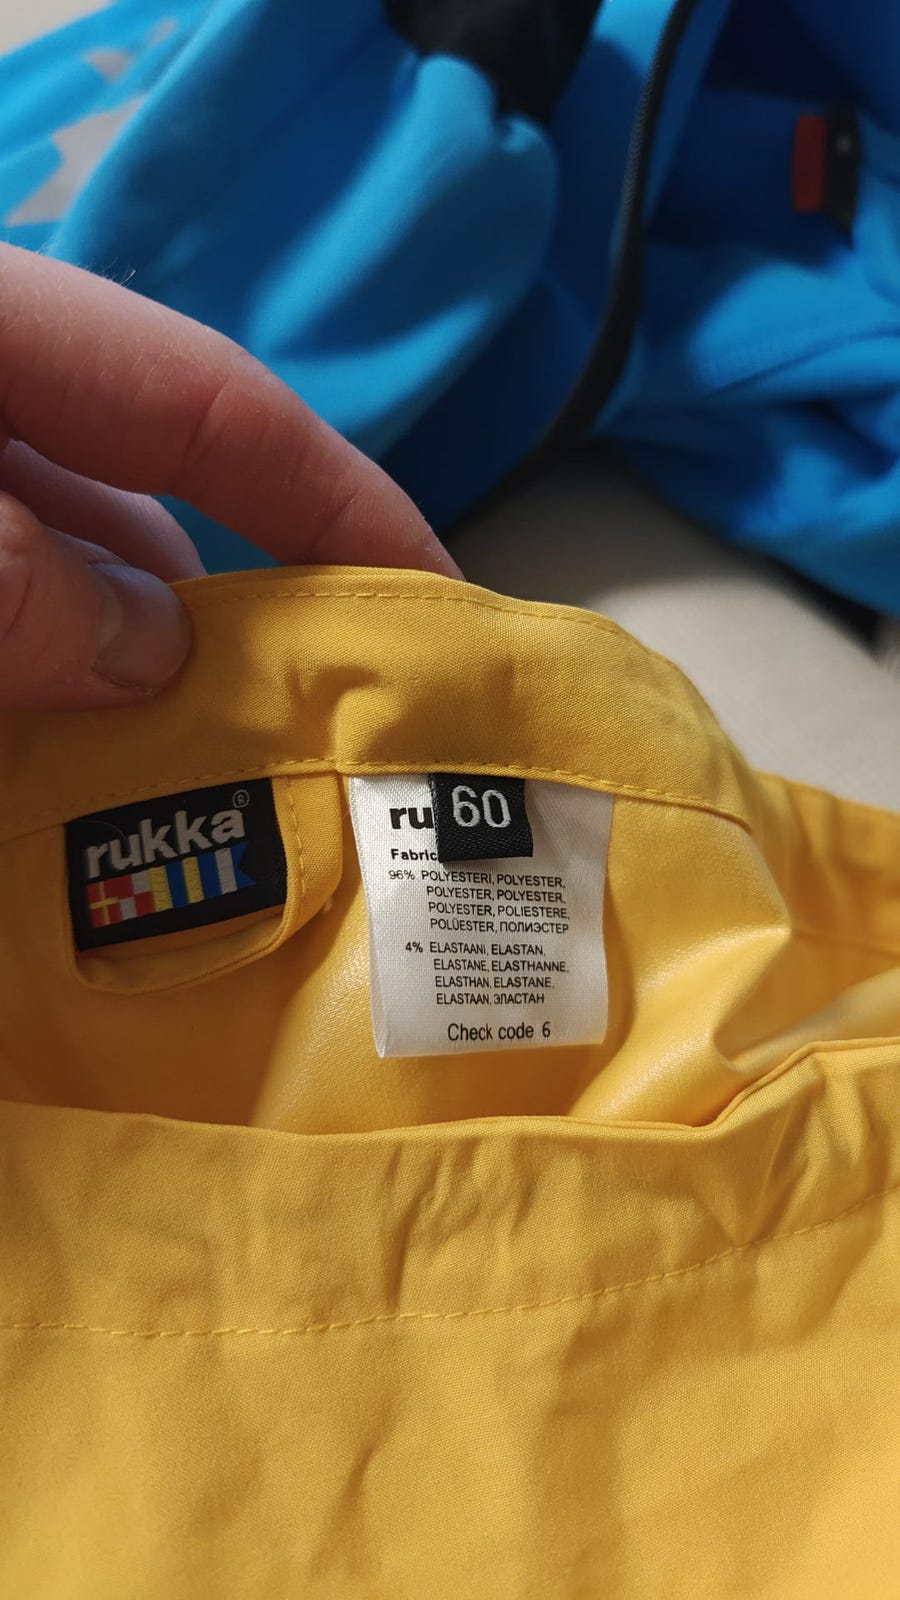 rukka®
60
ru
Fabric
96% POLYESTERI, POLYESTER,
POLYESTER, POLYESTER,
POLYESTER, POLIESTERE,
POLÜESTER, ПОЛИЭСТЕР
4% ELASTAANI, ELASTAN,
ELASTANE, ELASTHANNE,
ELASTHAN, ELASTANE,
ELASTAAN, ЭЛАСТАН
Check code 6